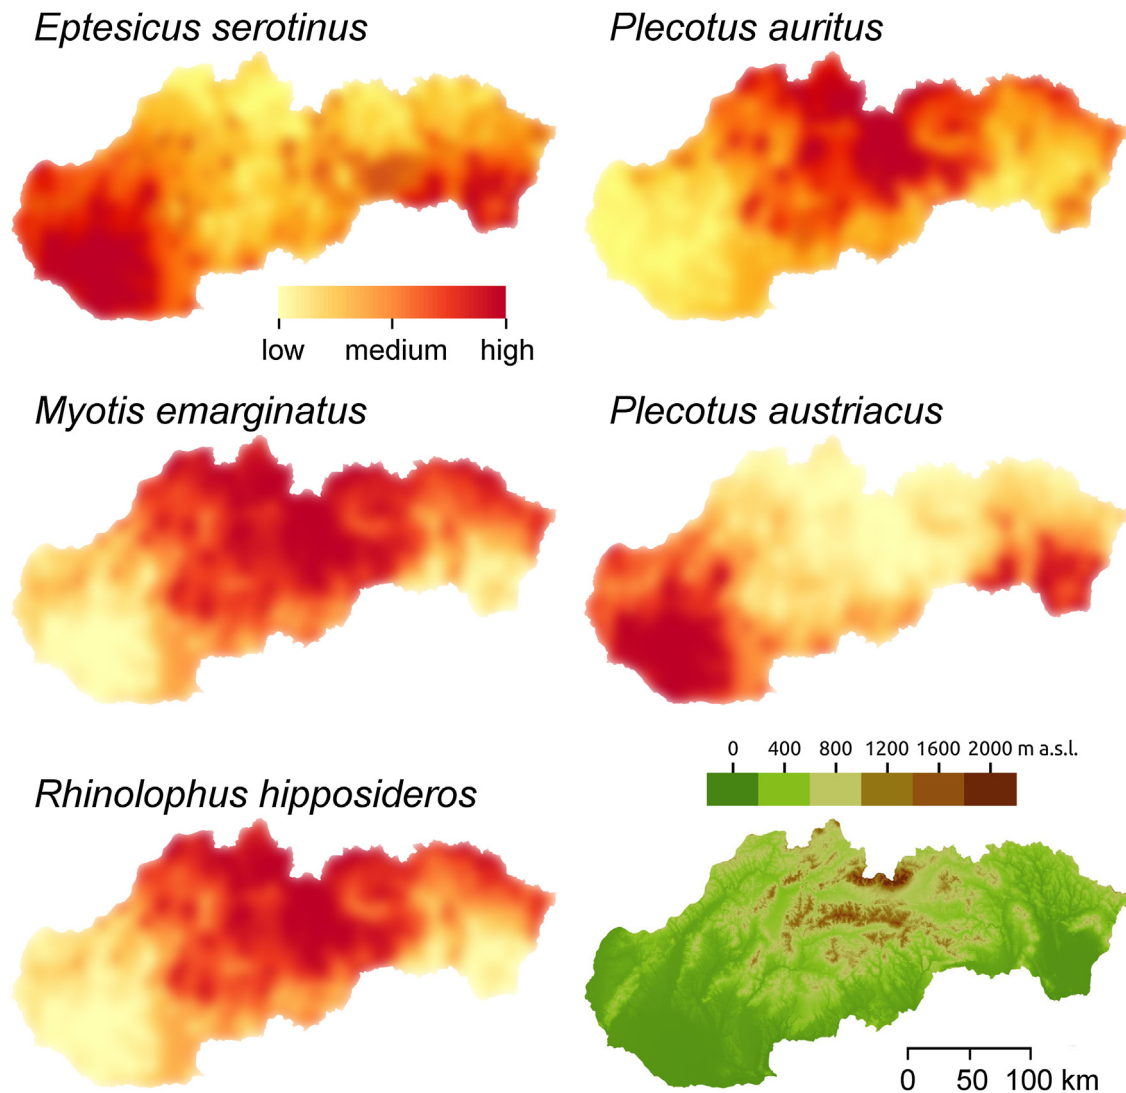 Eptesicus serotinus
Plecotus auritus
low medium high
Myotis emarginatus
Plecotus austriacus
0 400 800 1200 1600 2000 m a.s.l.
Rhinolophus hipposideros
0 50 100 km